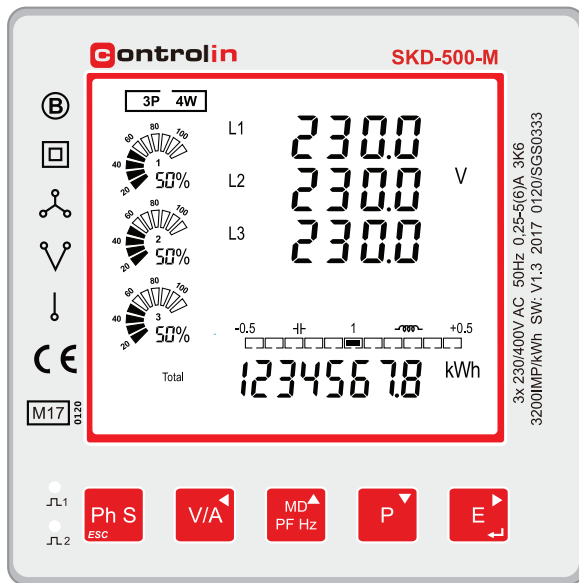 controlin
SKD-500-M
B
3P 4W
20 40 60 80 100
1
50%
20 40 60 80 100
2
50%
20 40 60 80 100
3
50%
L1 230.0
L2 230.0 V
L3 230.0
-0.5 1 +0.5
Total 1234567.8 kWh
CE
M17 0120
3x 230/400V AC 50Hz 0,25-5(6)A 3K6
3200IMP/kWh SW: V1.3 2017 0120/SGS0333
1
2
Ph S
ESC
V/A
MD
PF Hz
P
E